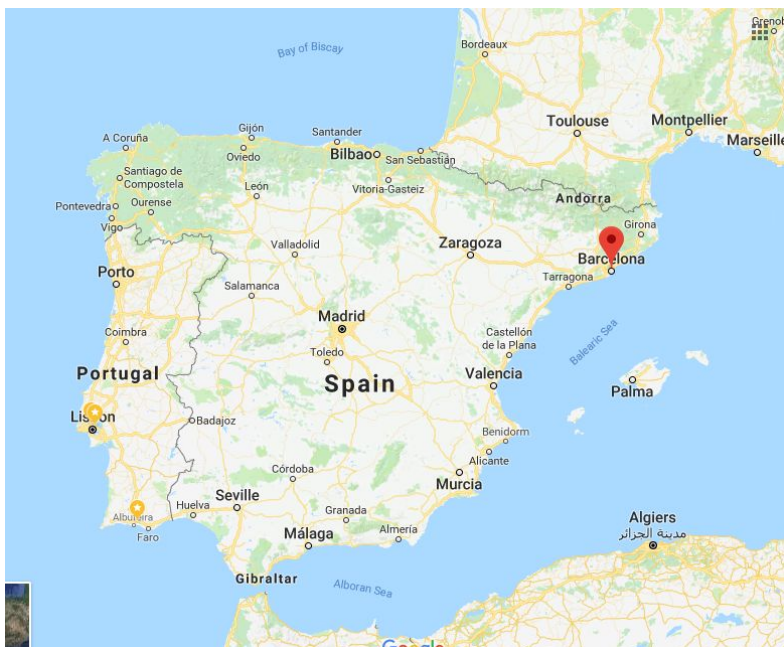 Grenob
Bordeaux
Bay of Biscay
Toulouse
Montpellier
Marseille
A Coruña
Gijón
Santander
Oviedo
Bilbao
San Sebastián
Santiago de
Compostela
León
Vitoria-Gasteiz
Andorra
Pontevedra
Ourense
Vigo
Girona
Valladolid
Zaragoza
Barcelona
Porto
Salamanca
Tarragona
Madrid
Coimbra
Toledo
Castellón
de la Plana
Balearic Sea
Portugal
Spain
Valencia
Palma
Lisbon
Badajoz
Benidorm
Alicante
Córdoba
Murcia
Seville
Huelva
Granada
Albufeira
Faro
Málaga
Almería
Algiers
مدينة الجزائر
Gibraltar
Alboran Sea
Google